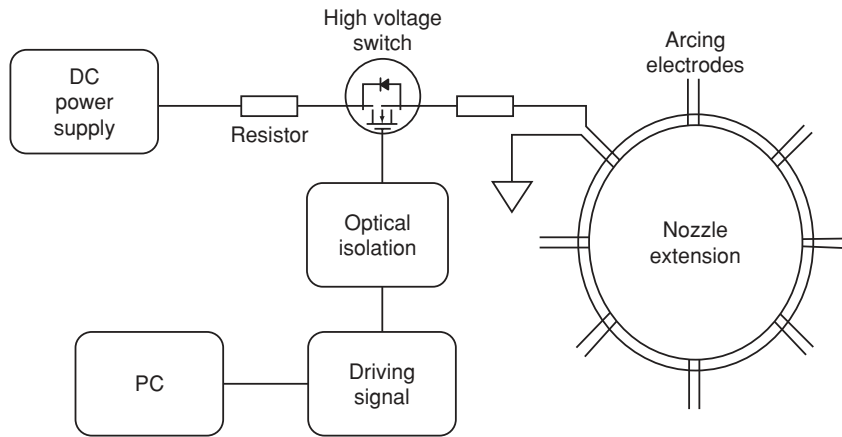 High voltage
switch
Arcing
electrodes
DC
power
supply
Resistor
Optical
isolation
Nozzle
extension
PC
Driving
signal